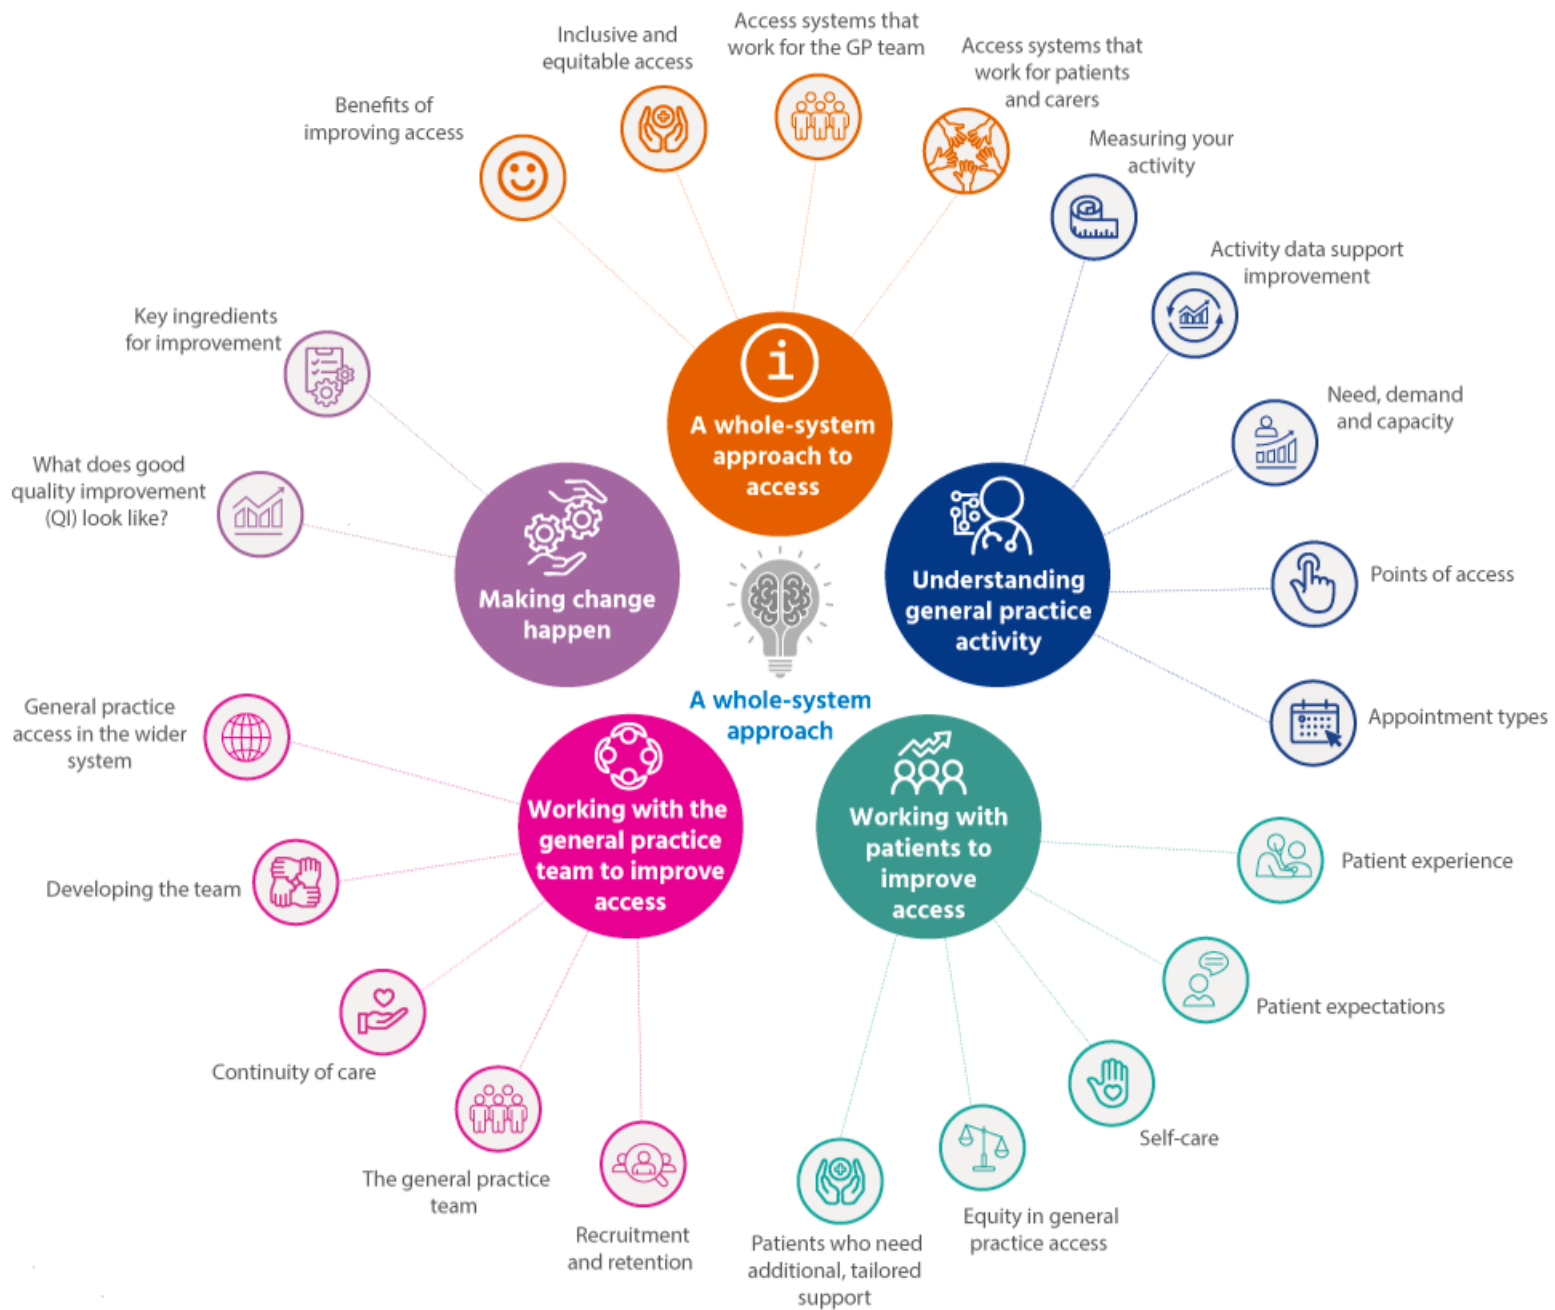 Access systems that
work for the GP team
Inclusive and
equitable access
Access systems that
work for patients
and carers
Benefits of
improving access
Measuring your
activity
Activity data support
improvement
Key ingredients
for improvement
Need, demand
and capacity
i
A whole-system
approach to
access
What does good
quality improvement
(QI) look like?
Making change
happen
Understanding
general practice
activity
Points of access
A whole-system
approach
Appointment types
General practice
access in the wider
system
Working with the
general practice
team to improve
access
Working with
patients to
improve
access
Patient experience
Developing the team
Patient expectations
Continuity of care
Self-care
The general practice
team
Recruitment
and retention
Patients who need
additional, tailored
support
Equity in general
practice access